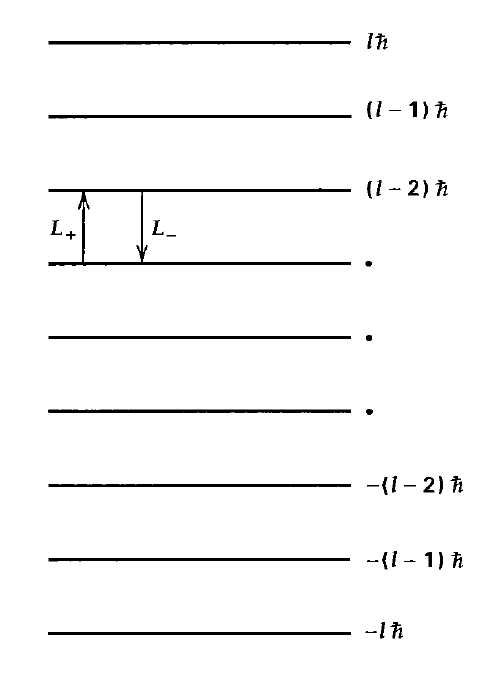 lħ
(l – 1) ħ
(l – 2) ħ
L₊ L₋
•
•
•
–(l – 2) ħ
–(l – 1) ħ
–l ħ